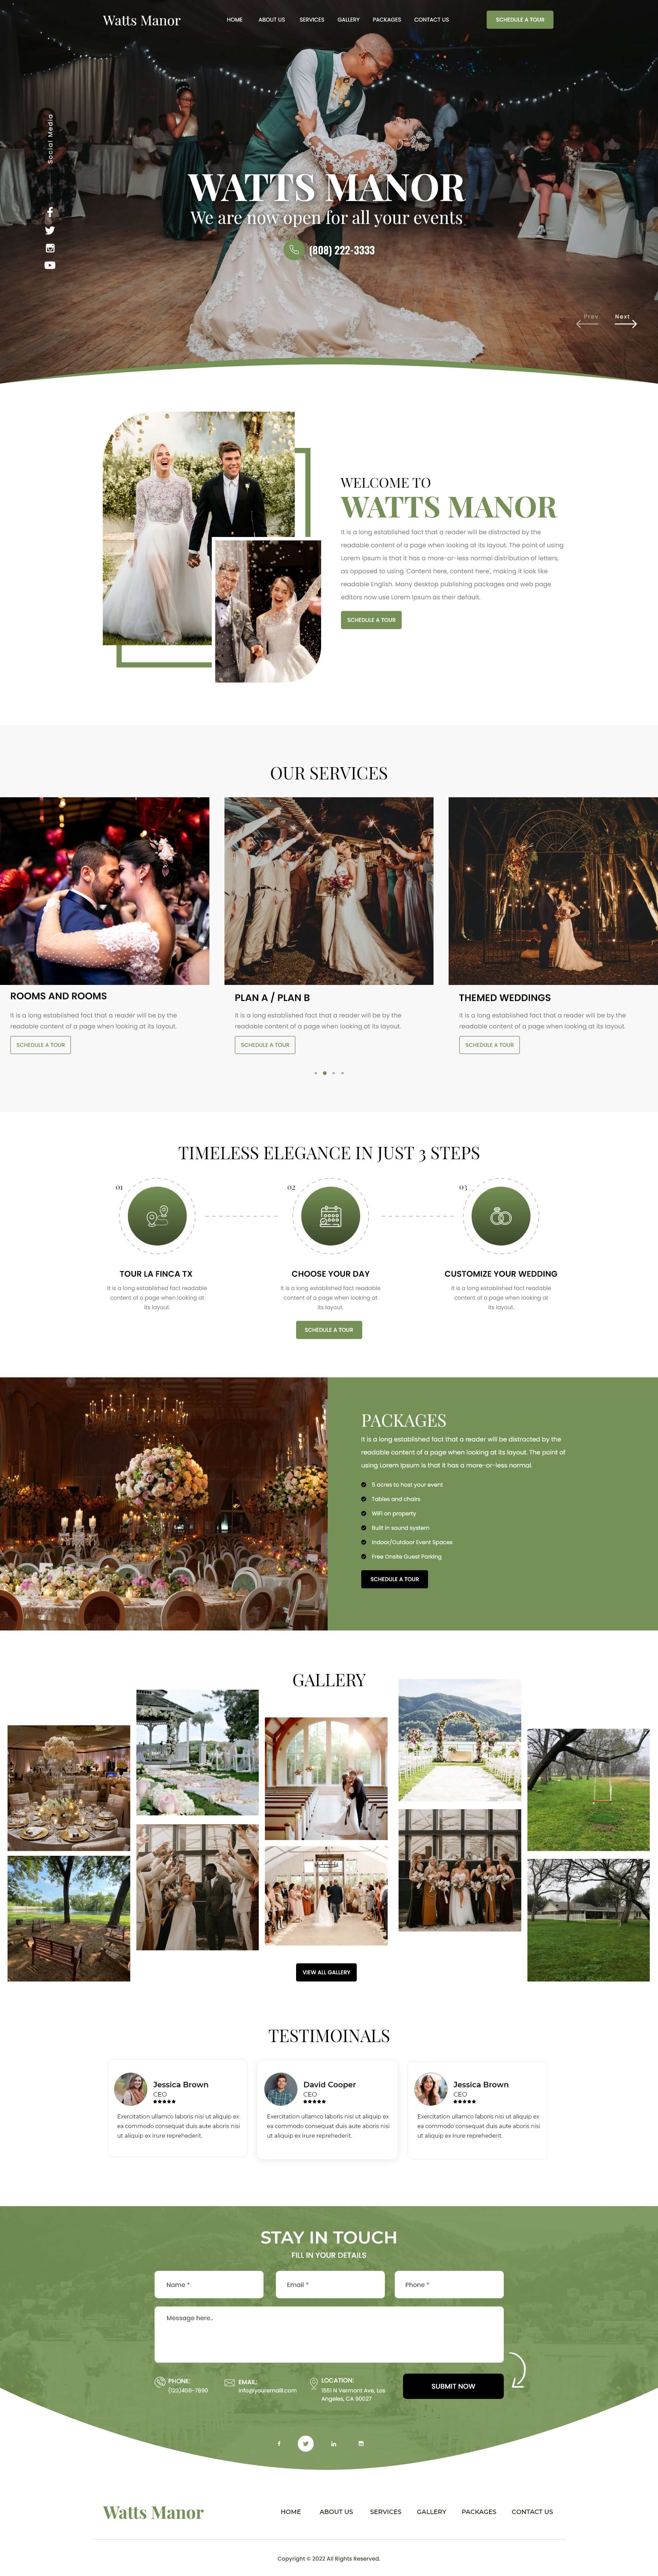 Watts Manor
HOME ABOUT US SERVICES GALLERY PACKAGES CONTACT US
SCHEDULE A TOUR
Social Media
WATTS MANOR
We are now open for all your events
(808) 222-3333
Prev Next
WELCOME TO
WATTS MANOR
It is a long established fact that a reader will be distracted by the
readable content of a page when looking at its layout. The point of using
Lorem Ipsum is that it has a more-or-less normal distribution of letters,
as opposed to using 'Content here, content here', making it look like
readable English. Many desktop publishing packages and web page
editors now use Lorem Ipsum as their default.
SCHEDULE A TOUR
OUR SERVICES
ROOMS AND ROOMS
It is a long established fact that a reader will be by the
readable content of a page when looking at its layout.
SCHEDULE A TOUR
PLAN A / PLAN B
It is a long established fact that a reader will be by the
readable content of a page when looking at its layout.
SCHEDULE A TOUR
THEMED WEDDINGS
It is a long established fact that a reader will be by the
readable content of a page when looking at its layout.
SCHEDULE A TOUR
TIMELESS ELEGANCE IN JUST 3 STEPS
01
TOUR LA FINCA TX
It is a long established fact readable
content of a page when looking at
its layout.
02
CHOOSE YOUR DAY
It is a long established fact readable
content of a page when looking at
its layout.
03
CUSTOMIZE YOUR WEDDING
It is a long established fact readable
content of a page when looking at
its layout.
SCHEDULE A TOUR
PACKAGES
It is a long established fact that a reader will be distracted by the
readable content of a page when looking at its layout. The point of
using Lorem Ipsum is that it has a more-or-less normal.
5 acres to host your event
Tables and chairs
WiFi on property
Built in sound system
Indoor/Outdoor Event Spaces
Free Onsite Guest Parking
SCHEDULE A TOUR
GALLERY
VIEW ALL GALLERY
TESTIMOINALS
Jessica Brown
CEO
Exercitation ullamco laboris nisi ut aliquip ex
ea commodo consequat duis aute aboris nisi
ut aliquip ex irure reprehederit.
David Cooper
CEO
Exercitation ullamco laboris nisi ut aliquip ex
ea commodo consequat duis aute aboris nisi
ut aliquip ex irure reprehederit.
Jessica Brown
CEO
Exercitation ullamco laboris nisi ut aliquip ex
ea commodo consequat duis aute aboris nisi
ut aliquip ex irure reprehederit.
STAY IN TOUCH
FILL IN YOUR DETAILS
Name *
Email *
Phone *
Message here..
PHONE:
(123)456-7890
EMAIL:
info@youremaill.com
LOCATION:
1551 N Vermont Ave, Los
Angeles, CA 90027
SUBMIT NOW
Watts Manor
HOME ABOUT US SERVICES GALLERY PACKAGES CONTACT US
Copyright © 2022 All Rights Reserved.